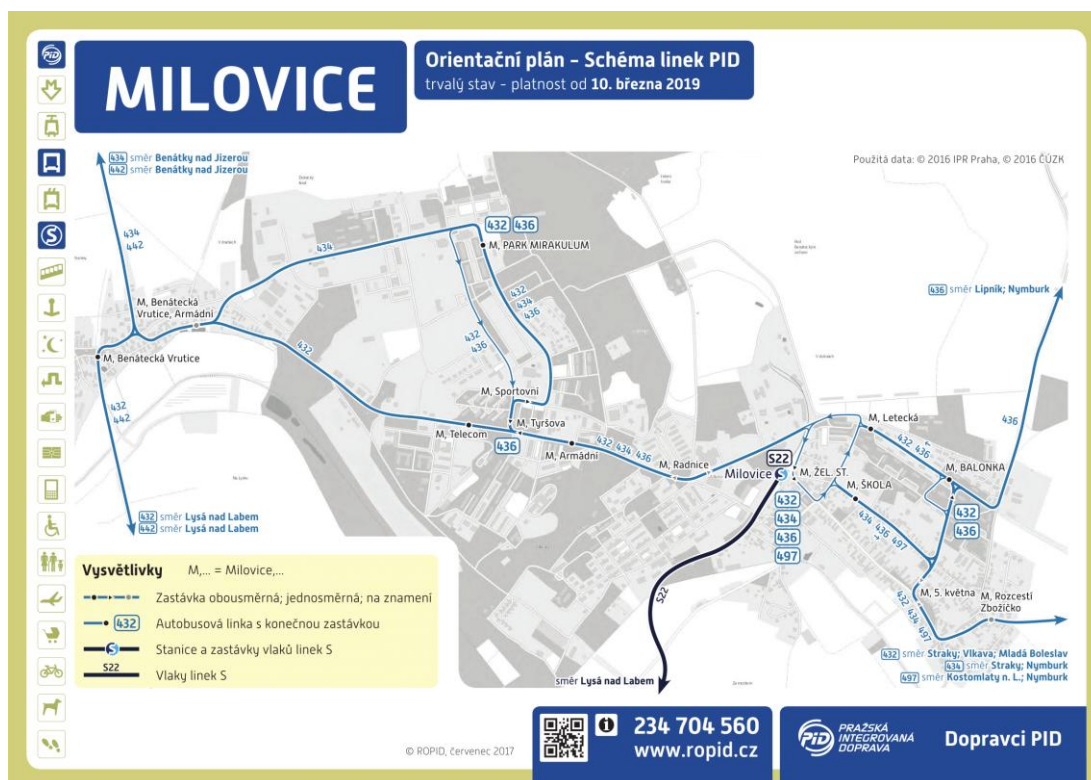 PiD
MILOVICE
Orientační plán – Schéma linek PID
trvalý stav - platnost od 10. března 2019
Použitá data: © 2016 IPR Praha, © 2016 ČÚZK
434 směr Benátky nad Jizerou
442 směr Benátky nad Jizerou
434
442
434
432 436
M, PARK MIRAKULUM
432
434
436
432
436
436 směr Lipník; Nymburk
M, Benátecká
Vrutice, Armádní
M, Benátecká Vrutice
432
432
442
M, Sportovní
M, Tyršova
M, Telecom
436
M, Armádní
432 434 436
M, Radnice
S22
Milovice S
M, ŽEL. ST.
432
434
436
497
M, Letecká
432 436
436
M, BALONKA
432
436
M, ŠKOLA
434 436 497
M, 5. května
M, Rozcestí
Zbožíčko
432
434
497
432 směr Lysá nad Labem
442 směr Lysá nad Labem
S22
směr Lysá nad Labem
432 směr Straky; Vlkava; Mladá Boleslav
434 směr Straky; Nymburk
497 směr Kostomlaty n. L.; Nymburk
Vysvětlivky M,... = Milovice,...
Zastávka obousměrná; jednosměrná; na znamení
432 Autobusová linka s konečnou zastávkou
S Stanice a zastávky vlaků linek S
S22 Vlaky linek S
© ROPID, červenec 2017
234 704 560
www.ropid.cz
PiD PRAŽSKÁ
INTEGROVANÁ
DOPRAVA
Dopravci PID